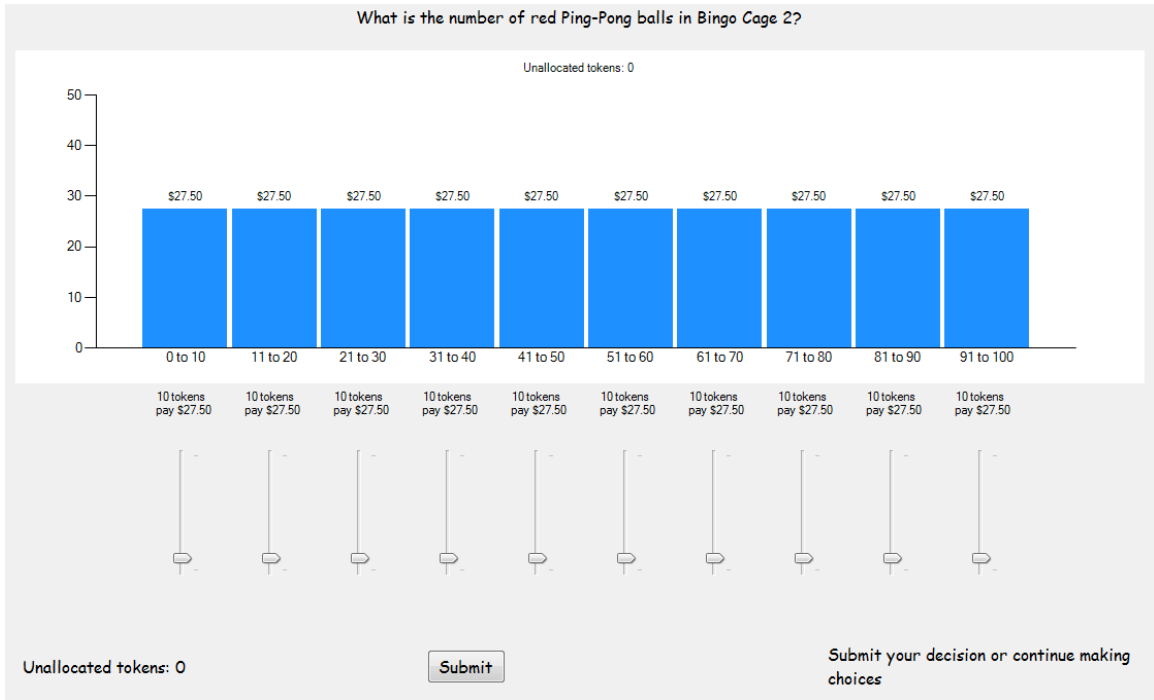 What is the number of red Ping-Pong balls in Bingo Cage 2?
Unallocated tokens: 0
50
40
30
20
10
0
$27.50 $27.50 $27.50 $27.50 $27.50 $27.50 $27.50 $27.50 $27.50 $27.50
0 to 10 11 to 20 21 to 30 31 to 40 41 to 50 51 to 60 61 to 70 71 to 80 81 to 90 91 to 100
10 tokens 10 tokens 10 tokens 10 tokens 10 tokens 10 tokens 10 tokens 10 tokens 10 tokens 10 tokens
pay $27.50 pay $27.50 pay $27.50 pay $27.50 pay $27.50 pay $27.50 pay $27.50 pay $27.50 pay $27.50 pay $27.50
Unallocated tokens: 0
Submit
Submit your decision or continue making
choices